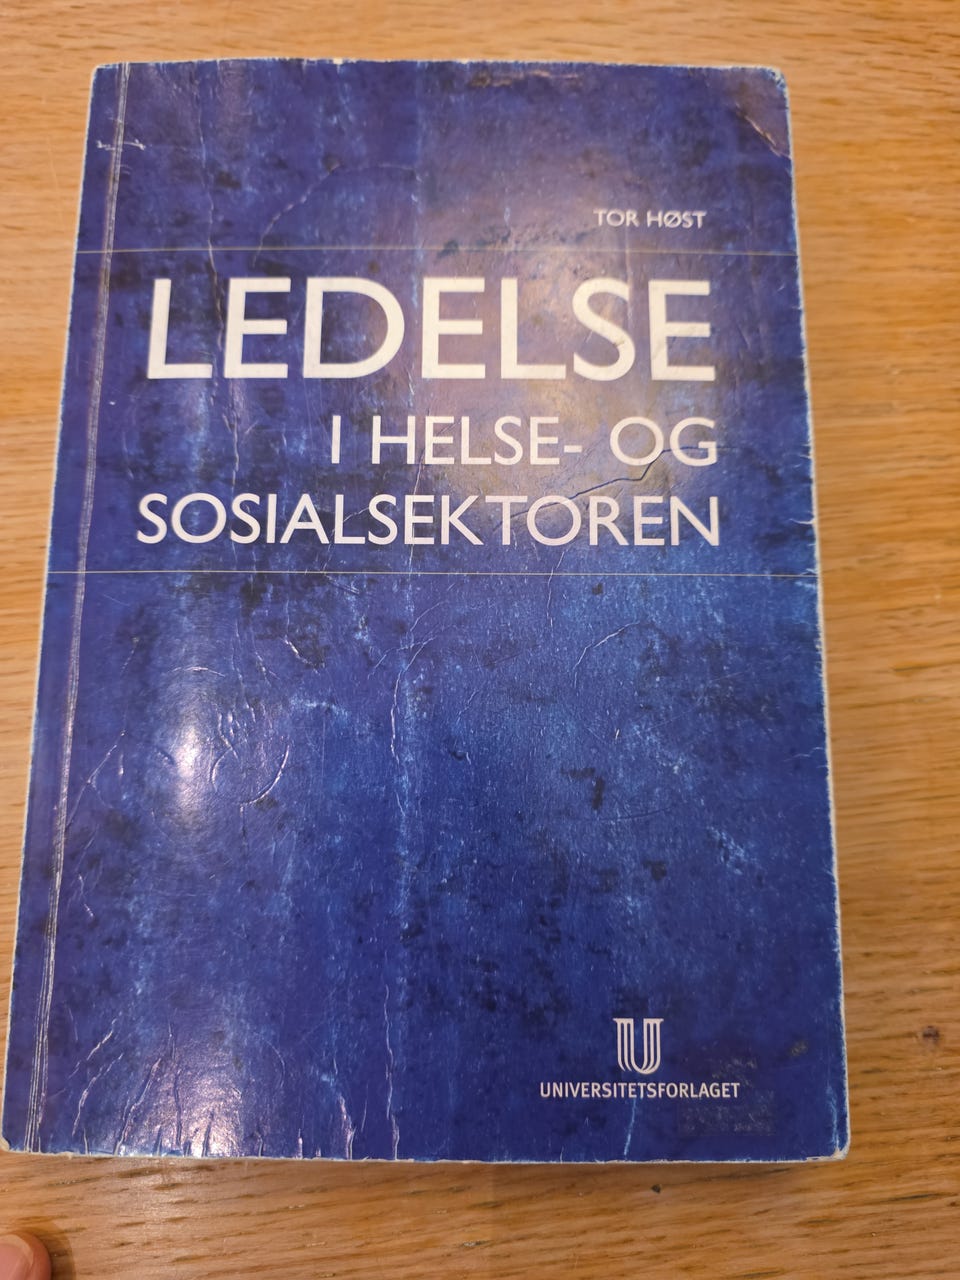 TOR HØST
LEDELSE
I HELSE- OG
SOSIALSEKTOREN
U
UNIVERSITETSFORLAGET